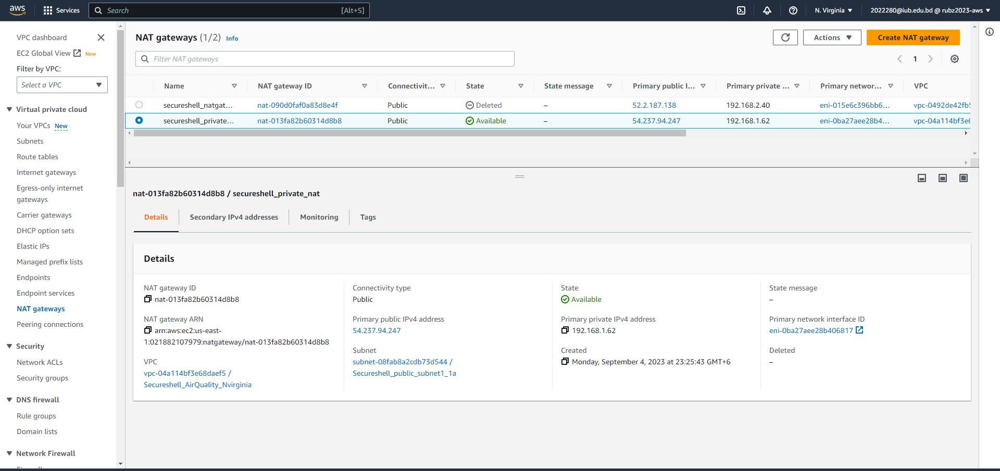 aws
Services
Search
[Alt+S]
N. Virginia
2022280@iub.edu.bd @ rubz2023-aws
VPC dashboard
EC2 Global View New
Filter by VPC:
Select a VPC
Virtual private cloud
Your VPCs New
Subnets
Route tables
Internet gateways
Egress-only internet
gateways
Carrier gateways
DHCP option sets
Elastic IPs
Managed prefix lists
Endpoints
Endpoint services
NAT gateways
Peering connections
Security
Network ACLs
Security groups
DNS firewall
Rule groups
Domain lists
Network Firewall
NAT gateways (1/2) Info
Actions
Create NAT gateway
Filter NAT gateways
1
Name NAT gateway ID Connectivit... State State message Primary public I... Primary private ... Primary networ... VPC
secureshell_natgat... nat-090d0faf0a83d8e4f Public Deleted – 52.2.187.138 192.168.2.40 eni-015e6c396bb6... vpc-0492de42fb5
secureshell_private... nat-013fa82b60314d8b8 Public Available – 54.237.94.247 192.168.1.62 eni-0ba27aee28b4... vpc-04a114bf3e6
nat-013fa82b60314d8b8 / secureshell_private_nat
Details
Secondary IPv4 addresses
Monitoring
Tags
Details
NAT gateway ID
nat-013fa82b60314d8b8
NAT gateway ARN
arn:aws:ec2:us-east-
1:021882107979:natgateway/nat-013fa82b60314d8b8
VPC
vpc-04a114bf3e68daef5 /
Secureshell_AirQuality_Nvirginia
Connectivity type
Public
Primary public IPv4 address
54.237.94.247
Subnet
subnet-08fab8a2cdb73d544 /
Secureshell_public_subnet1_1a
State
Available
Primary private IPv4 address
192.168.1.62
Created
Monday, September 4, 2023 at 23:25:43 GMT+6
State message
–
Primary network interface ID
eni-0ba27aee28b406817
Deleted
–